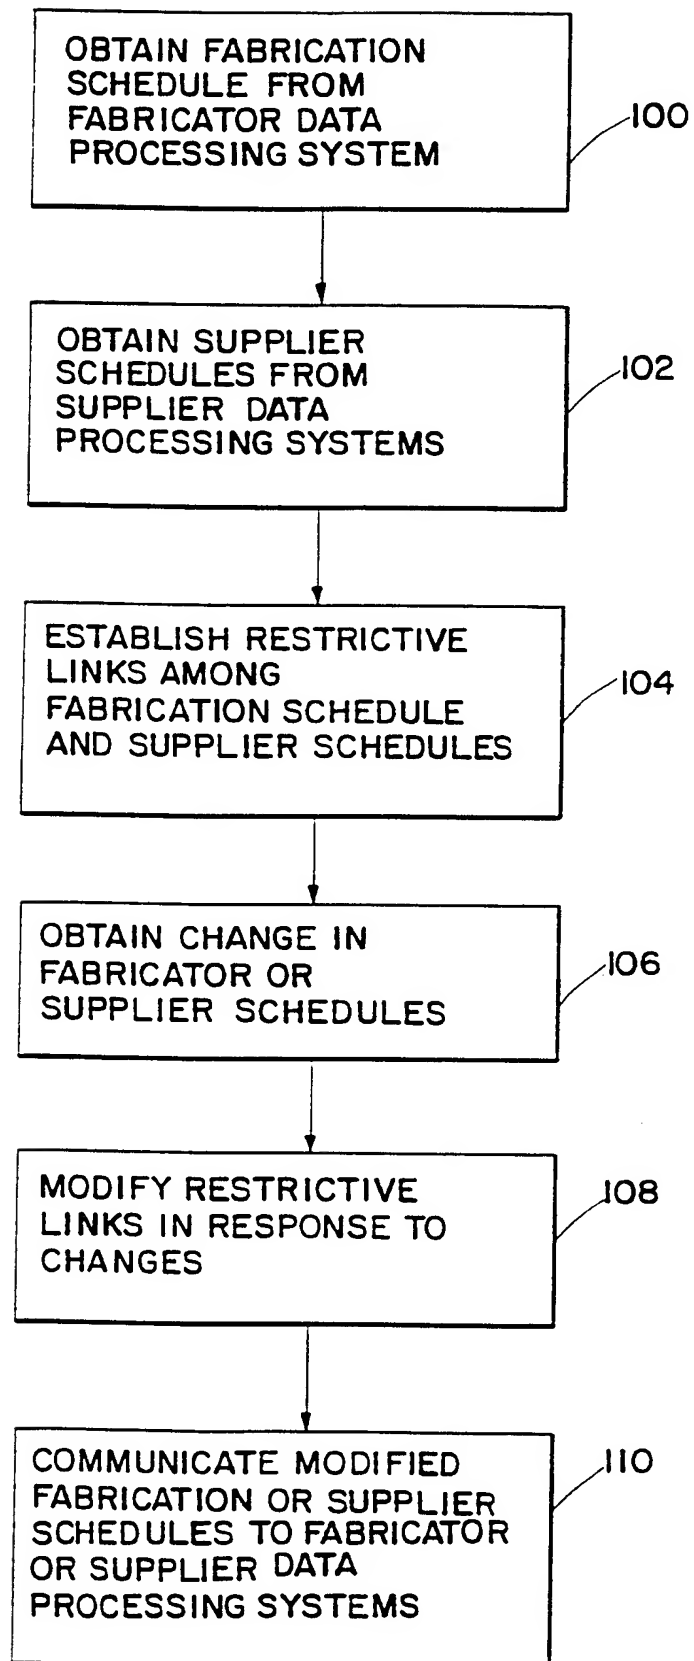 OBTAIN FABRICATION
SCHEDULE FROM
FABRICATOR DATA
PROCESSING SYSTEM
100
OBTAIN SUPPLIER
SCHEDULES FROM
SUPPLIER DATA
PROCESSING SYSTEMS
102
ESTABLISH RESTRICTIVE
LINKS AMONG
FABRICATION SCHEDULE
AND SUPPLIER SCHEDULES
104
OBTAIN CHANGE IN
FABRICATOR OR
SUPPLIER SCHEDULES
106
MODIFY RESTRICTIVE
LINKS IN RESPONSE TO
CHANGES
108
COMMUNICATE MODIFIED
FABRICATION OR SUPPLIER
SCHEDULES TO FABRICATOR
OR SUPPLIER DATA
PROCESSING SYSTEMS
110